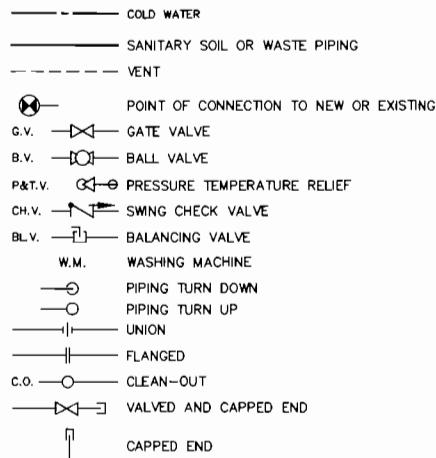 COLD WATER
SANITARY SOIL OR WASTE PIPING
VENT
POINT OF CONNECTION TO NEW OR EXISTING
G.V. GATE VALVE
B.V. BALL VALVE
P&T.V. PRESSURE TEMPERATURE RELIEF
CH.V. SWING CHECK VALVE
BL.V. BALANCING VALVE
W.M. WASHING MACHINE
PIPING TURN DOWN
PIPING TURN UP
UNION
FLANGED
C.O. CLEAN-OUT
VALVED AND CAPPED END
CAPPED END